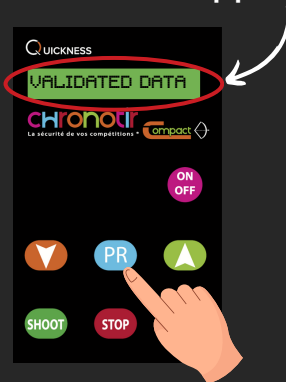 QUICKNESS
VALIDATED DATA
CHRONOTIR
La sécurité de vos compétitions
Compact
ON
OFF
PR
SHOOT
STOP